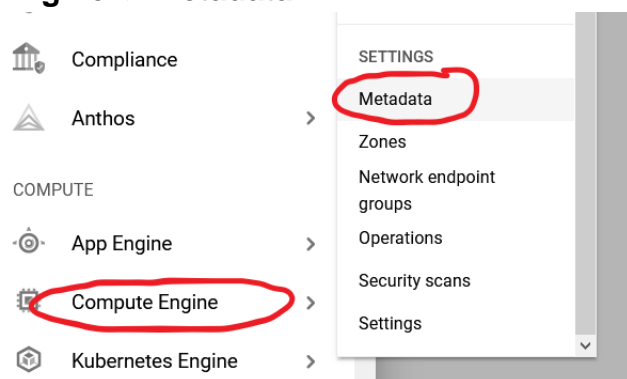 Compliance
Anthos
COMPUTE
App Engine
Compute Engine
Kubernetes Engine
SETTINGS
Metadata
Zones
Network endpoint
groups
Operations
Security scans
Settings